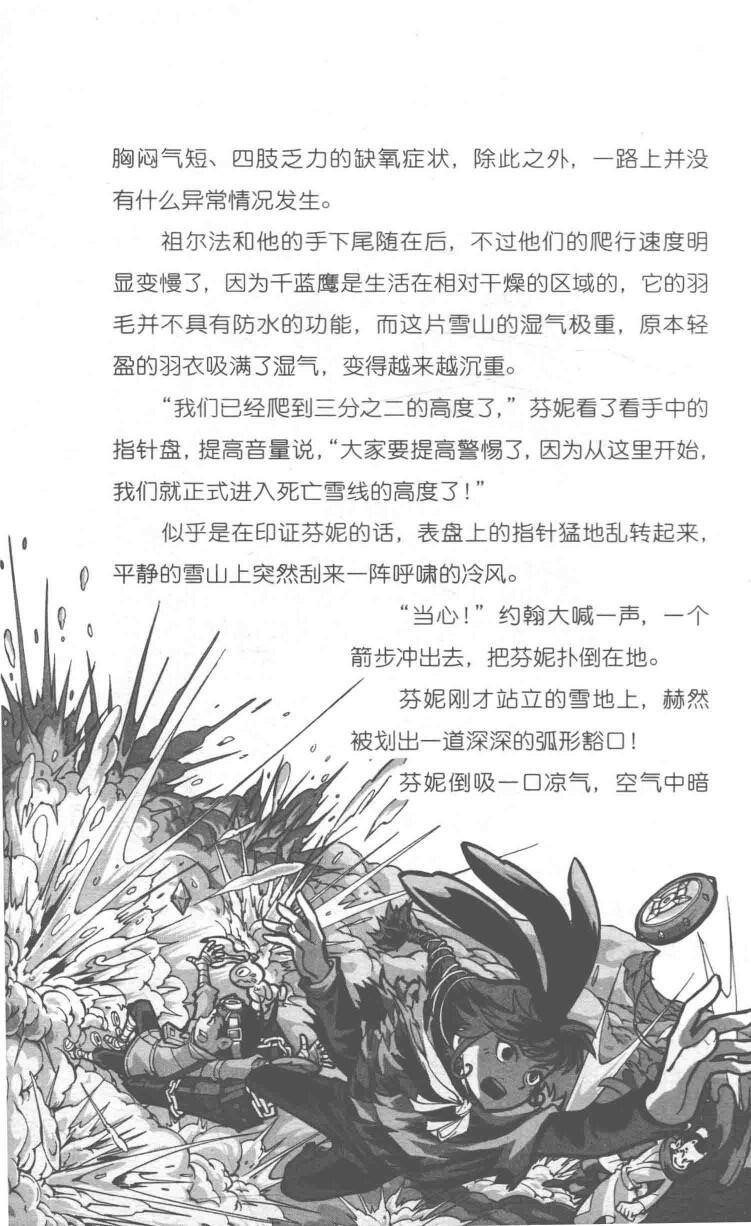 胸闷气短、四肢乏力的缺氧症状，除此之外，一路上并没
有什么异常情况发生。
祖尔法和他的手下尾随在后，不过他们的爬行速度明
显变慢了，因为千蓝鹰是生活在相对干燥的区域的，它的羽
毛并不具有防水的功能，而这片雪山的湿气极重，原本轻
盈的羽衣吸满了湿气，变得越来越沉重。
“我们已经爬到三分之二的高度了，”芬妮看了看手中的
指针盘，提高音量说，“大家要提高警惕了，因为从这里开始，
我们就正式进入死亡雪线的高度了！”
似乎是在印证芬妮的话，表盘上的指针猛地乱转起来，
平静的雪山上突然刮来一阵呼啸的冷风。
“当心！”约翰大喊一声，一个
箭步冲出去，把芬妮扑倒在地。
芬妮刚才站立的雪地上，赫然
被划出一道深深的弧形豁口！
芬妮倒吸一口凉气，空气中暗